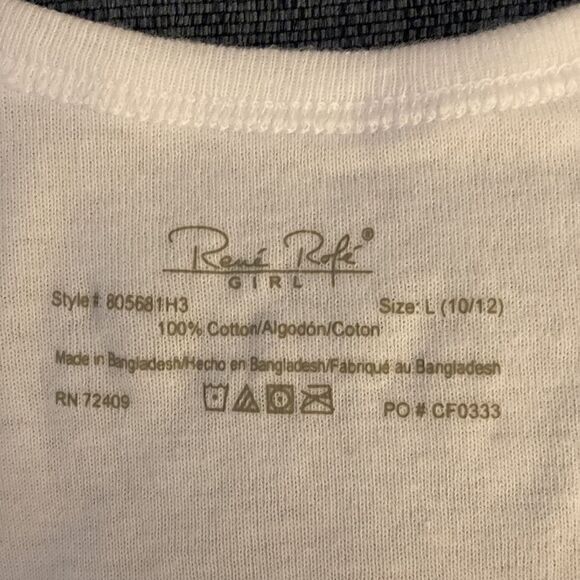 René Rofé®
GIRL
Style# 805681H3 Size: L (10/12)
100% Cotton/Algodón/Coton
Made in Bangladesh/Hecho en Bangladesh/Fabriqué au Bangladesh
RN 72409 PO # CF0333